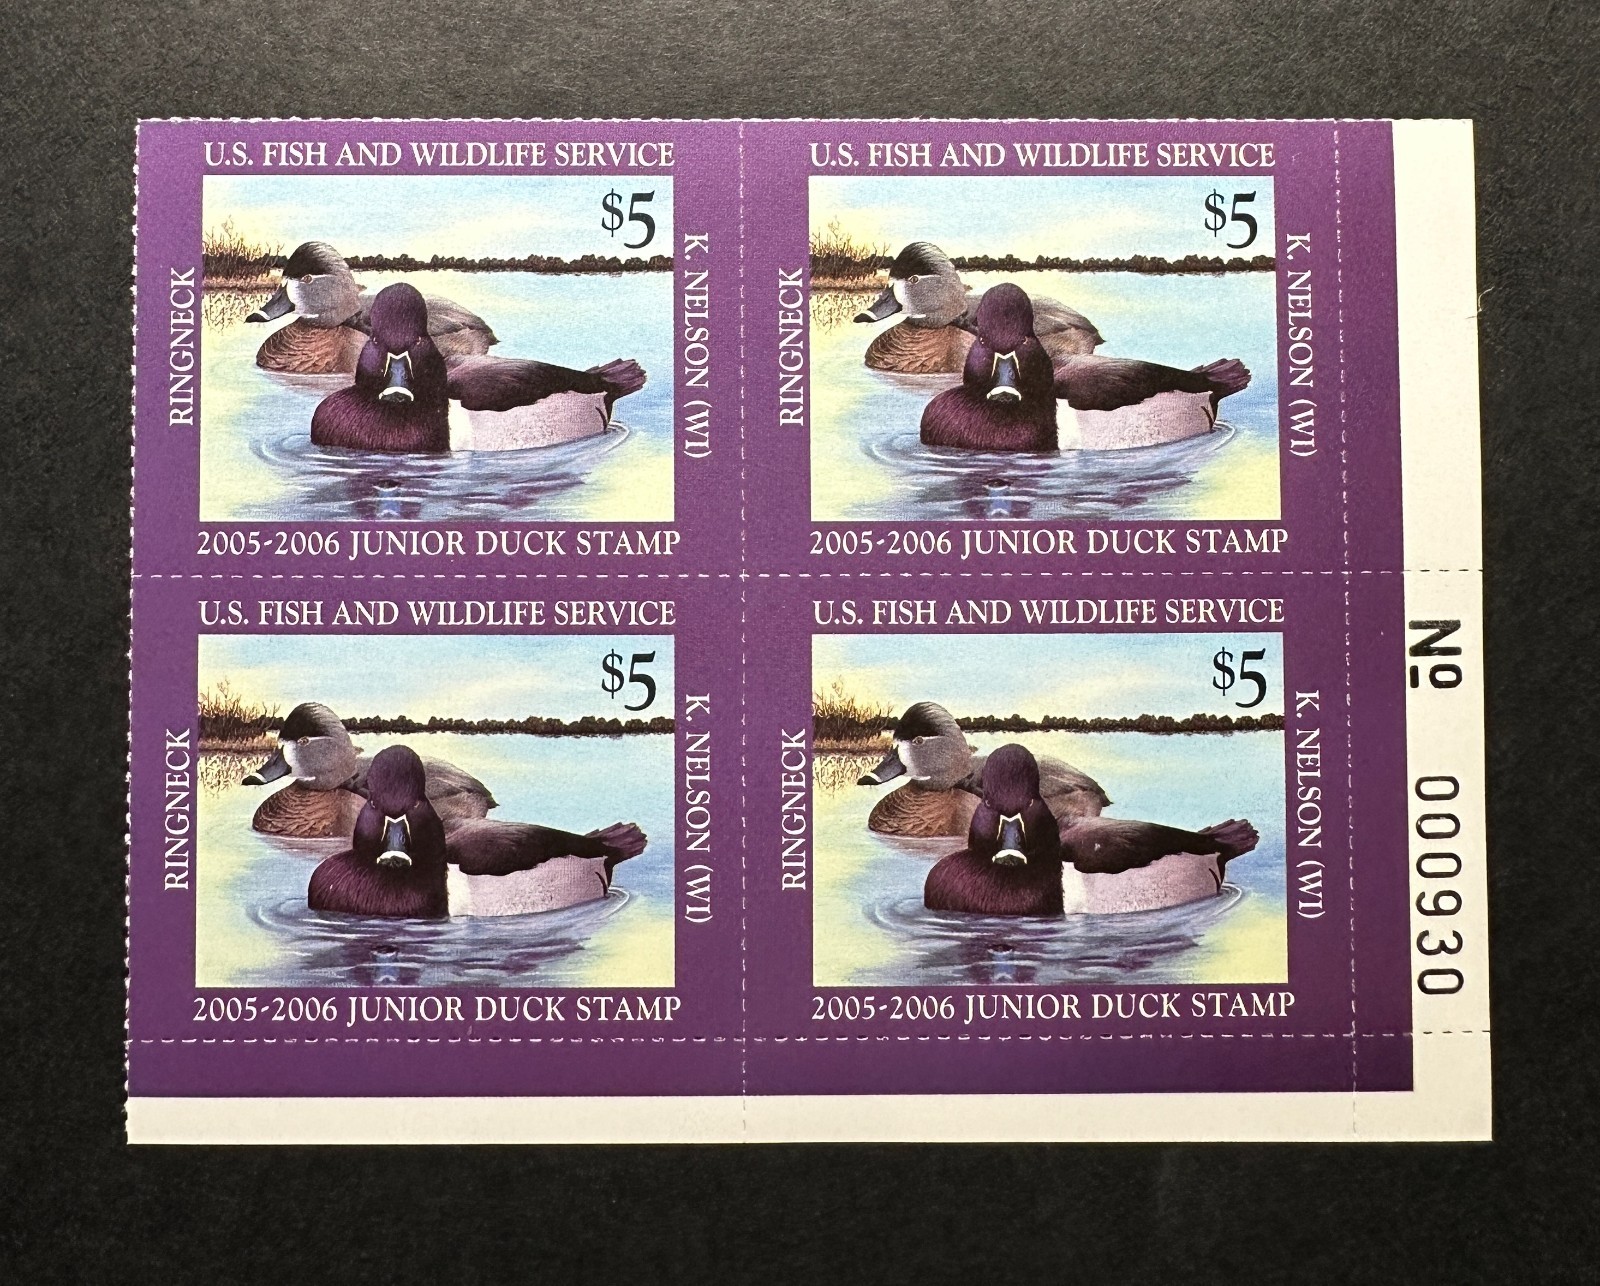 U.S. FISH AND WILDLIFE SERVICE
$5
RINGNECK
K. NELSON (WI)
2005-2006 JUNIOR DUCK STAMP
U.S. FISH AND WILDLIFE SERVICE
$5
RINGNECK
K. NELSON (WI)
2005-2006 JUNIOR DUCK STAMP
U.S. FISH AND WILDLIFE SERVICE
$5
RINGNECK
K. NELSON (WI)
2005-2006 JUNIOR DUCK STAMP
U.S. FISH AND WILDLIFE SERVICE
$5
RINGNECK
K. NELSON (WI)
2005-2006 JUNIOR DUCK STAMP
Nº 000930